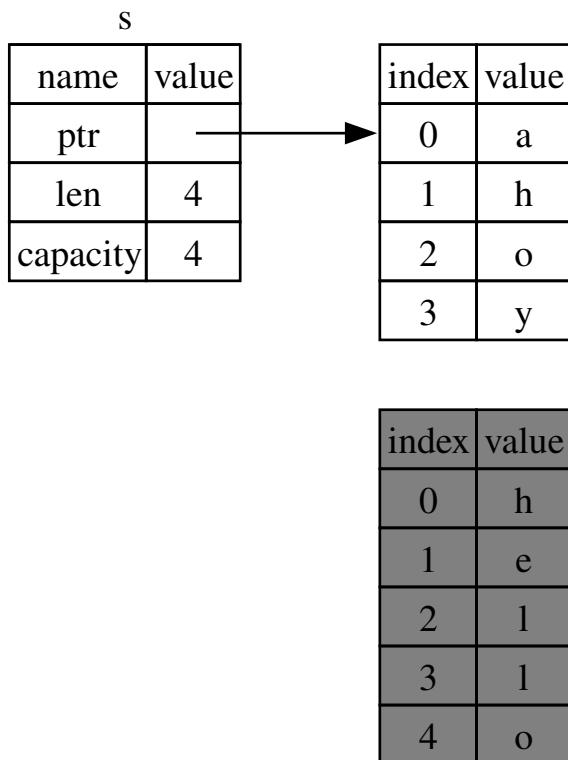 s
name value
ptr
len 4
capacity 4
index value
0 a
1 h
2 o
3 y
index value
0 h
1 e
2 l
3 l
4 o